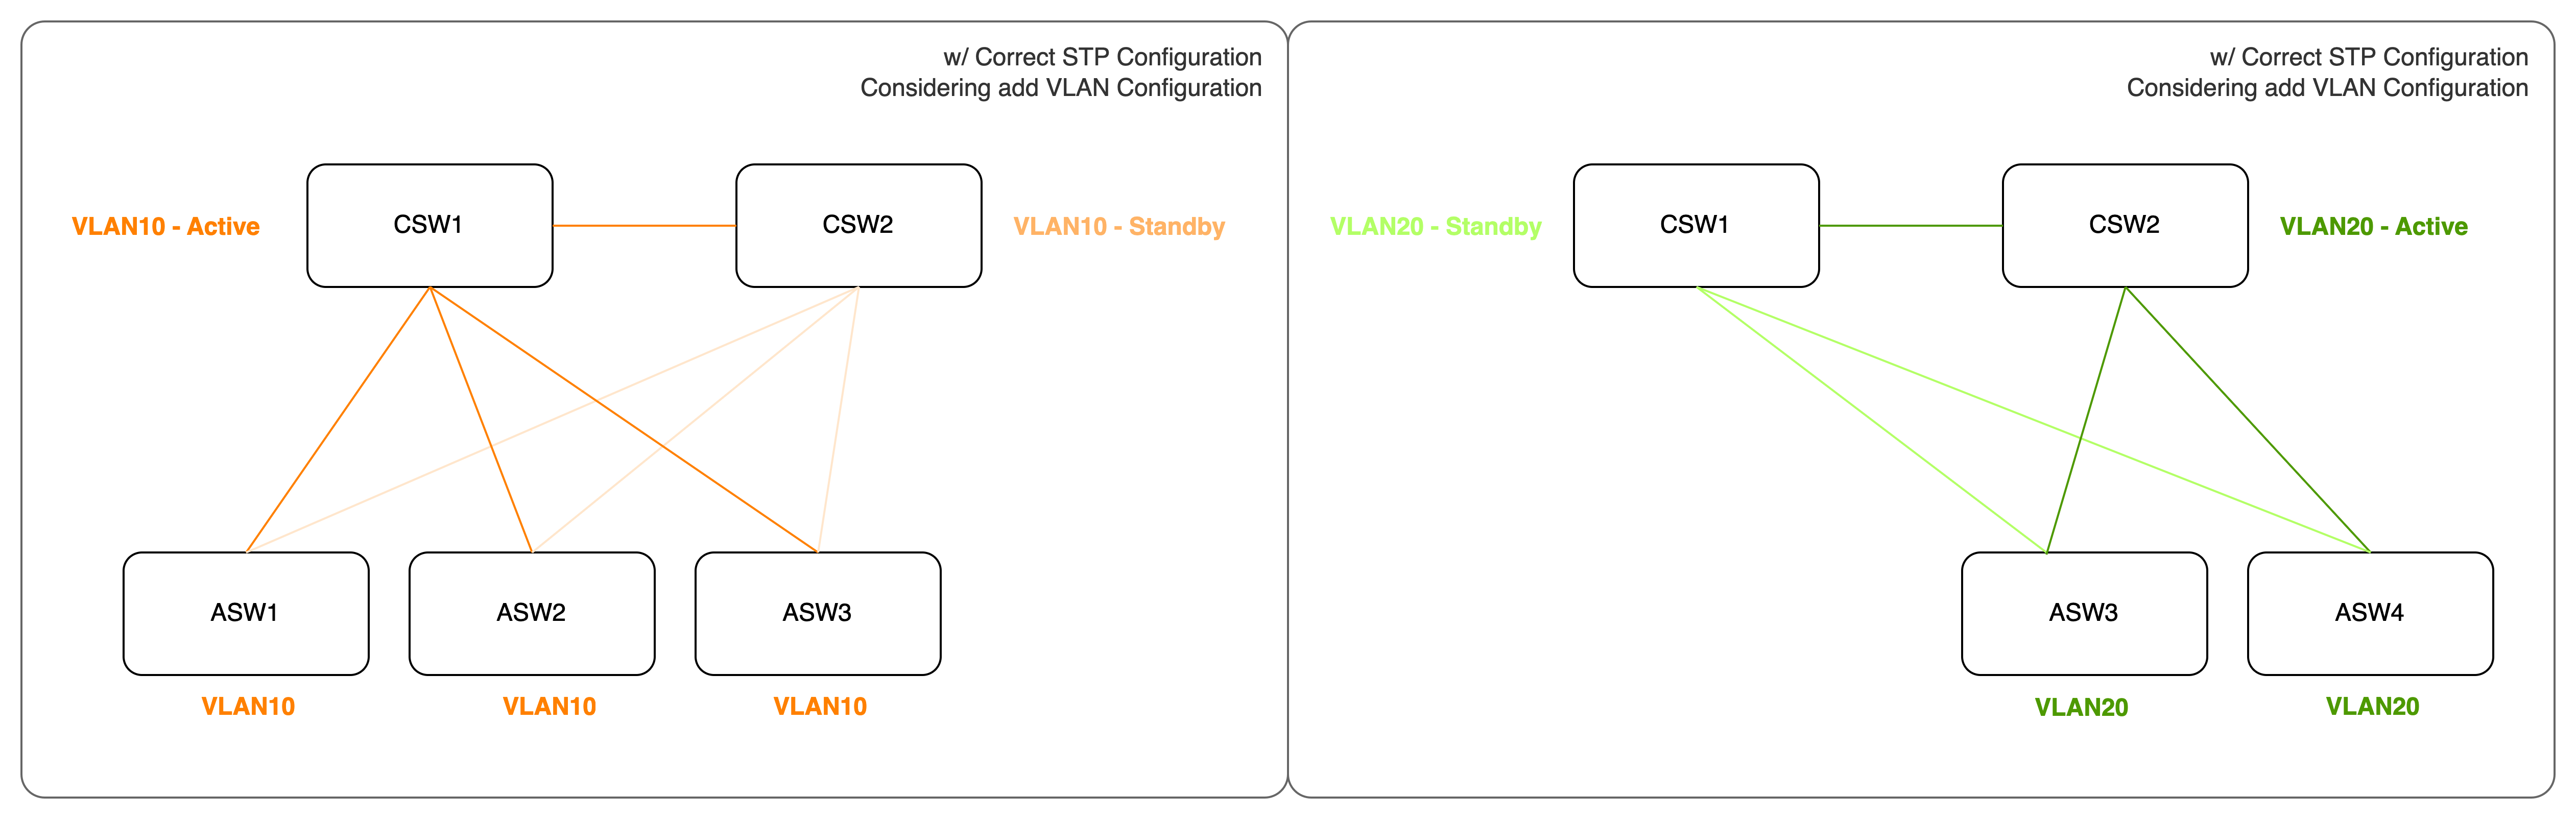 w/ Correct STP Configuration
Considering add VLAN Configuration
VLAN10 - Active
CSW1
CSW2
VLAN10 - Standby
ASW1
ASW2
ASW3
VLAN10
VLAN10
VLAN10
w/ Correct STP Configuration
Considering add VLAN Configuration
VLAN20 - Standby
CSW1
CSW2
VLAN20 - Active
ASW3
ASW4
VLAN20
VLAN20